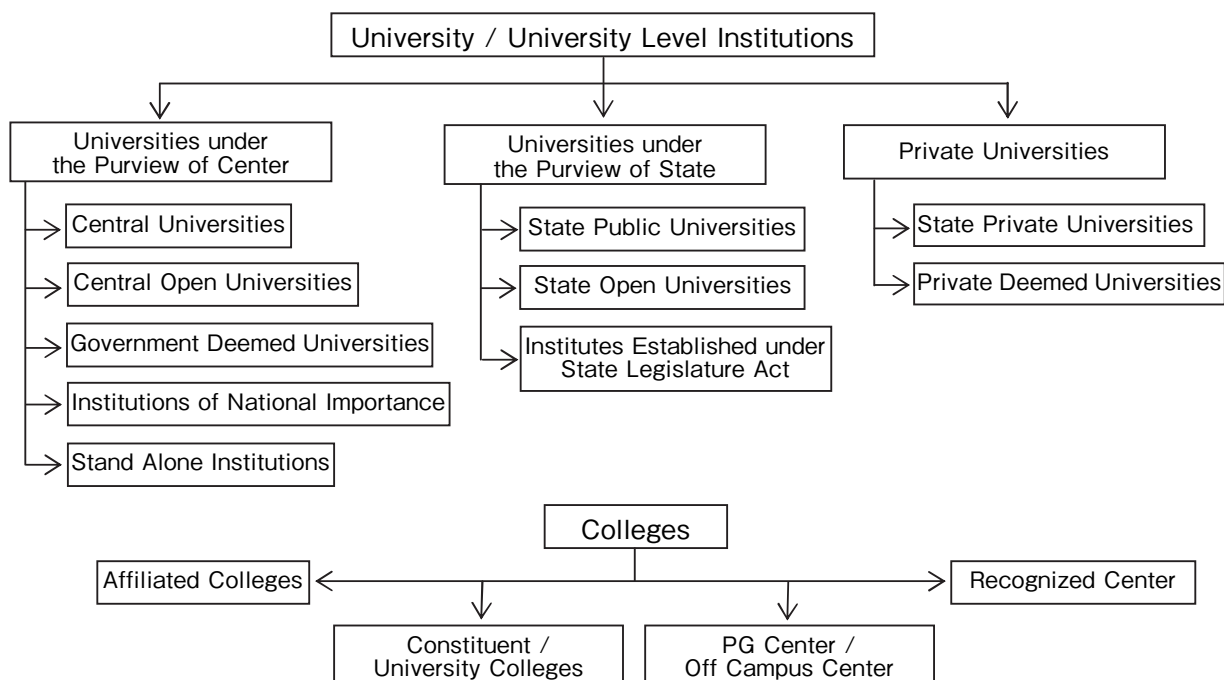 University / University Level Institutions
Universities under
the Purview of Center
Central Universities
Central Open Universities
Government Deemed Universities
Institutions of National Importance
Stand Alone Institutions
Universities under
the Purview of State
State Public Universities
State Open Universities
Institutes Established under
State Legislature Act
Private Universities
State Private Universities
Private Deemed Universities
Colleges
Affiliated Colleges
Constituent /
University Colleges
PG Center /
Off Campus Center
Recognized Center